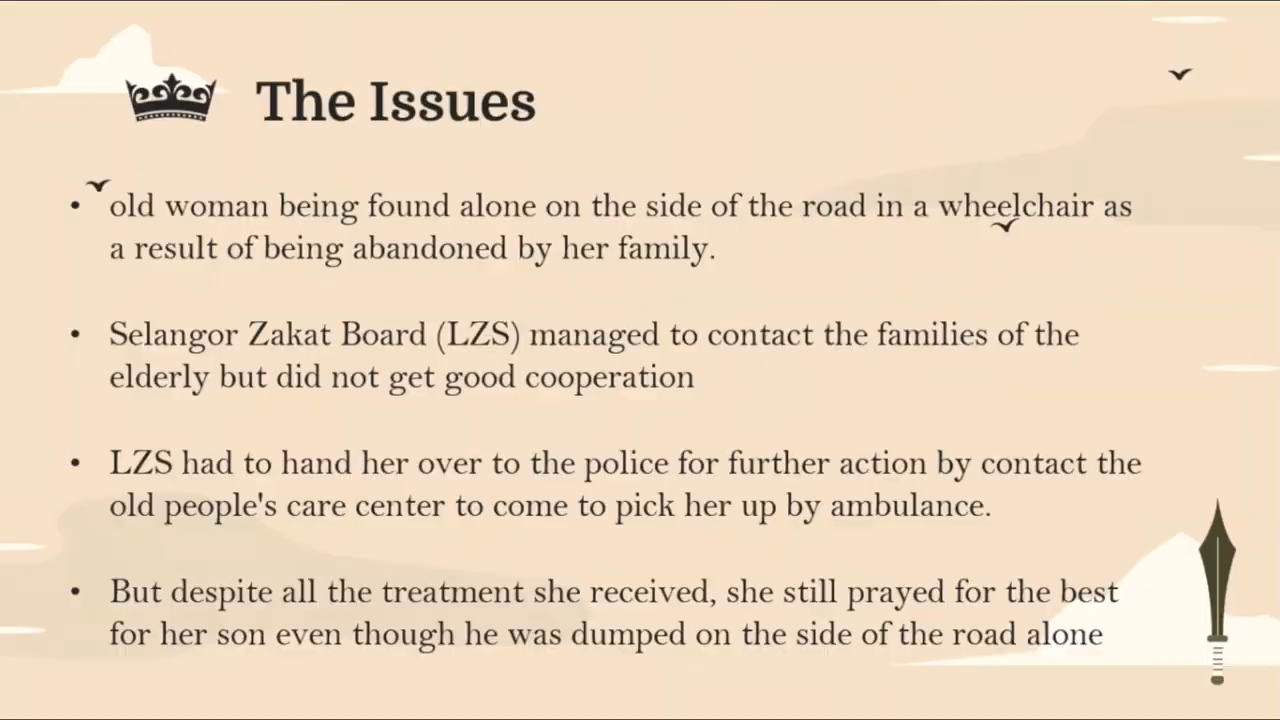 The Issues
• old woman being found alone on the side of the road in a wheelchair as
a result of being abandoned by her family.
• Selangor Zakat Board (LZS) managed to contact the families of the
elderly but did not get good cooperation
• LZS had to hand her over to the police for further action by contact the
old people's care center to come to pick her up by ambulance.
• But despite all the treatment she received, she still prayed for the best
for her son even though he was dumped on the side of the road alone